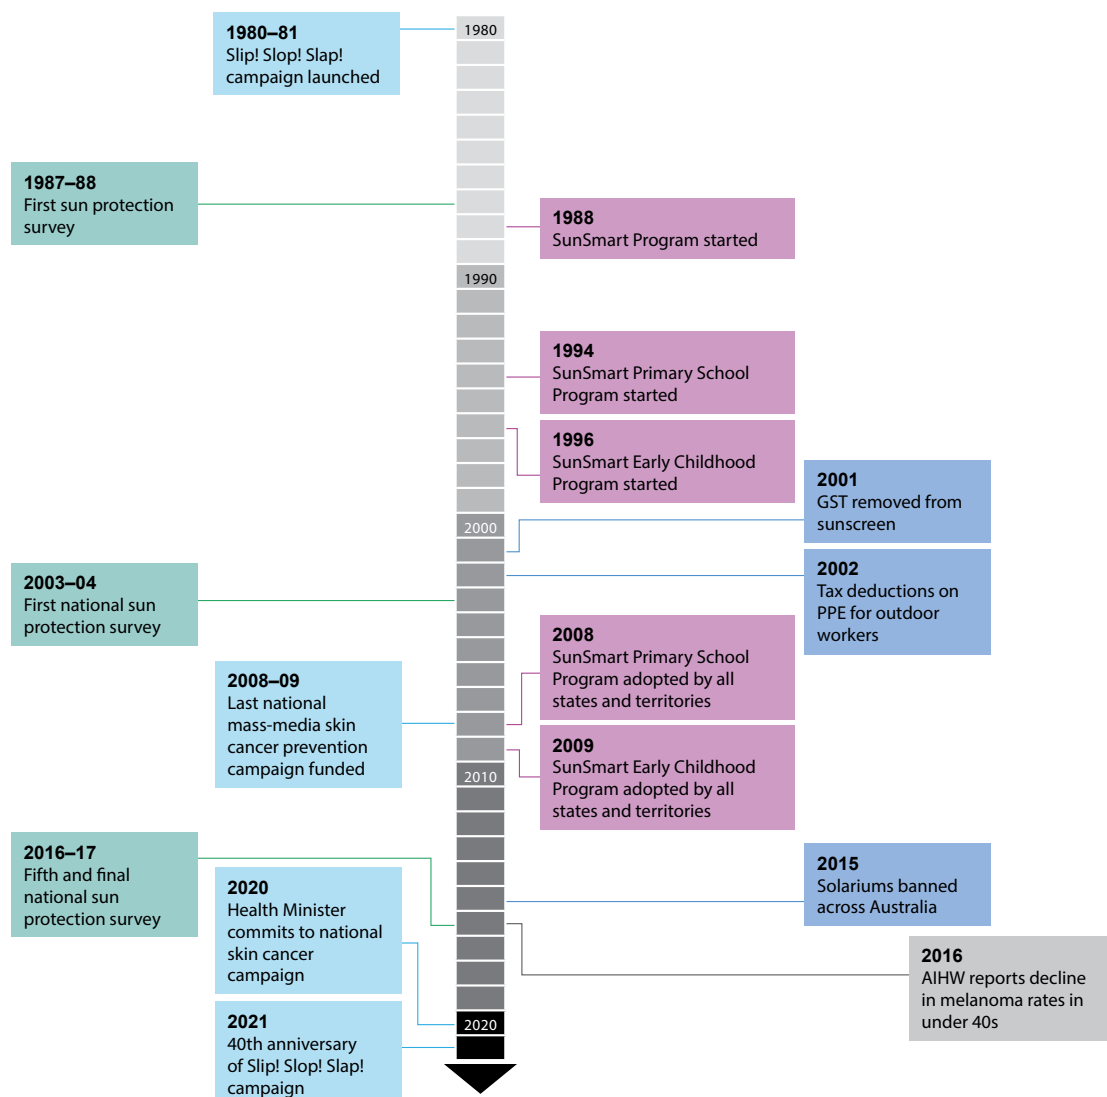 1980–81
Slip! Slop! Slap!
campaign launched
1980
1987–88
First sun protection
survey
1988
SunSmart Program started
1990
1994
SunSmart Primary School
Program started
1996
SunSmart Early Childhood
Program started
2001
GST removed from
sunscreen
2000
2002
Tax deductions on
PPE for outdoor
workers
2003–04
First national sun
protection survey
2008
SunSmart Primary School
Program adopted by all
states and territories
2008–09
Last national
mass-media skin
cancer prevention
campaign funded
2009
SunSmart Early Childhood
Program adopted by all
states and territories
2010
2016–17
Fifth and final
national sun
protection survey
2015
Solariums banned
across Australia
2020
Health Minister
commits to national
skin cancer
campaign
2016
AIHW reports decline
in melanoma rates in
under 40s
2020
2021
40th anniversary
of Slip! Slop! Slap!
campaign